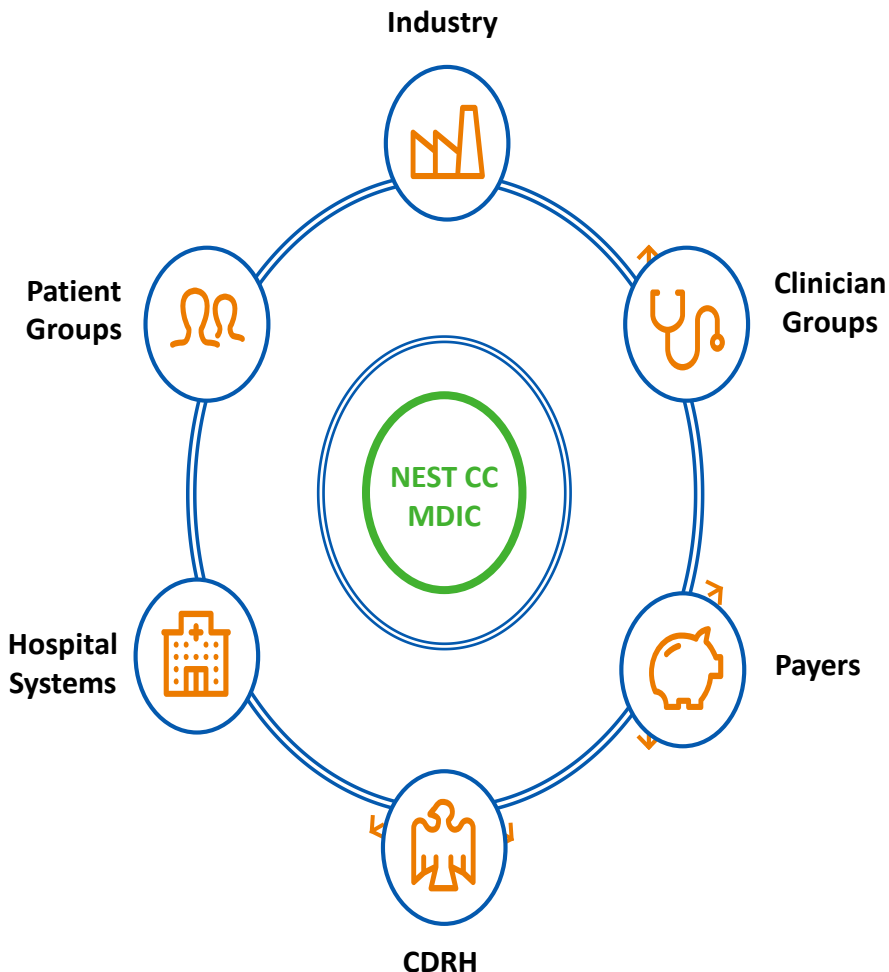 Industry
Patient
Groups
Clinician
Groups
NEST CC
MDIC
Hospital
Systems
Payers
CDRH